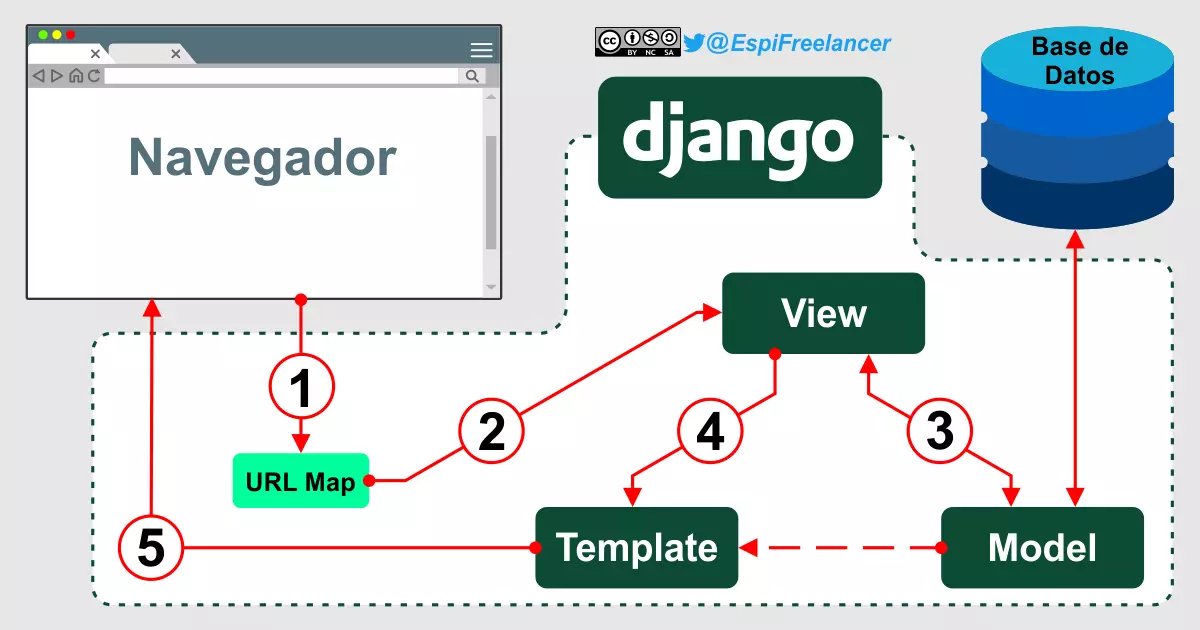 cc BY NC SA
@EspiFreelancer
Base de
Datos
django
Navegador
View
1
2
4
3
URL Map
5
Template
Model